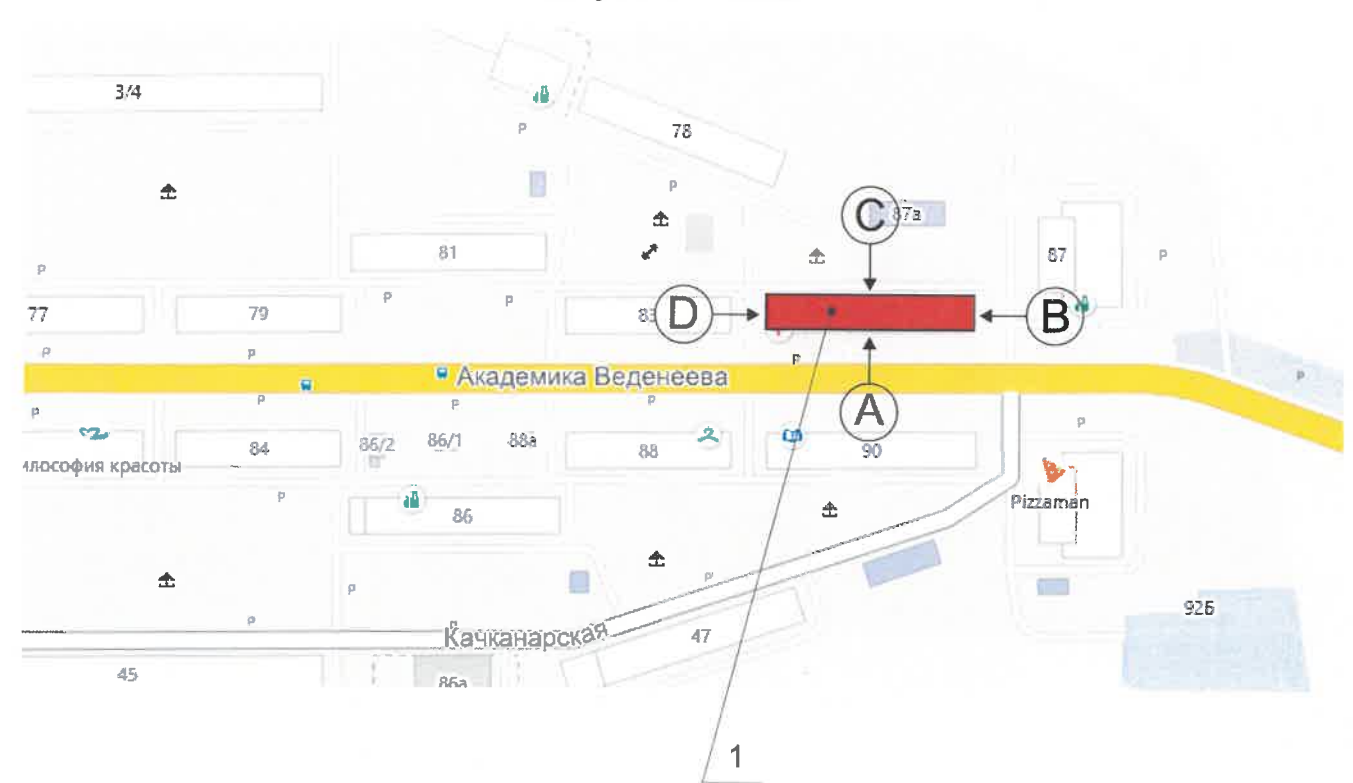 3/4
78
P
P
C
87а
81
87
P
P
P
P
77
79
83
D
B
P
P
P
Академика Веденеева
P
P
P
P
A
P
84
86/2
86/1
88а
88
90
илософия красоты
P
86
Pizzaman
P
P
92Б
P
P
Качканарская
47
45
86а
1